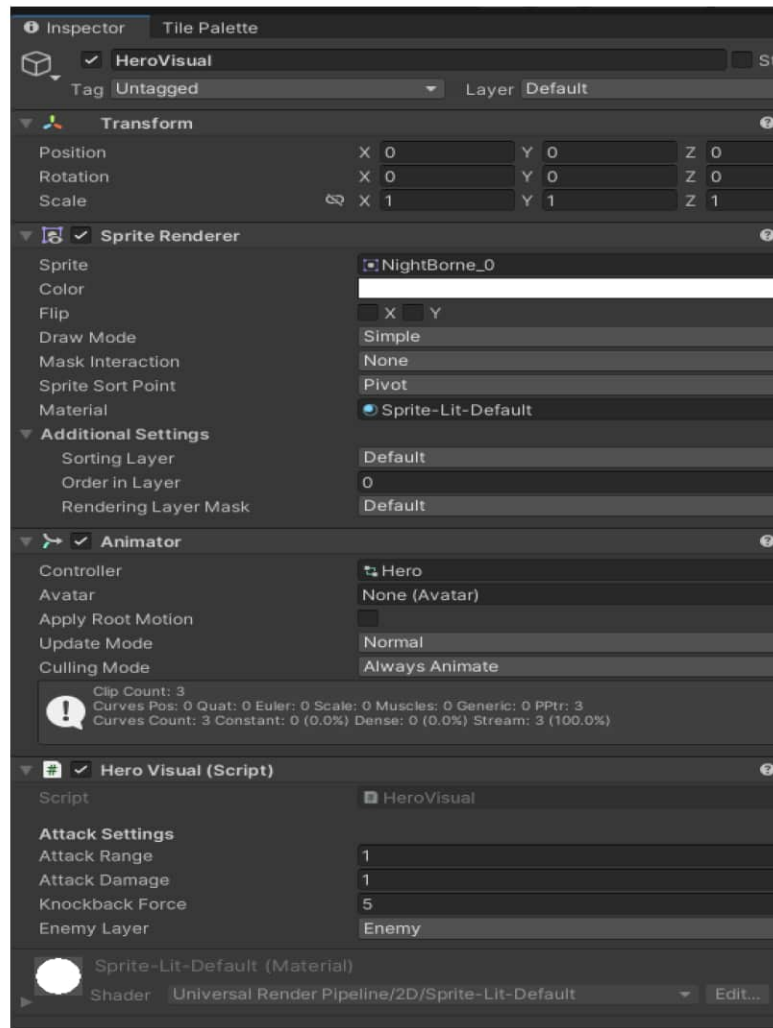 Inspector Tile Palette
HeroVisual St
Tag Untagged Layer Default
Transform
Position X 0 Y 0 Z 0
Rotation X 0 Y 0 Z 0
Scale X 1 Y 1 Z 1
Sprite Renderer
Sprite NightBorne_0
Color
Flip X Y
Draw Mode Simple
Mask Interaction None
Sprite Sort Point Pivot
Material Sprite-Lit-Default
Additional Settings
Sorting Layer Default
Order in Layer 0
Rendering Layer Mask Default
Animator
Controller Hero
Avatar None (Avatar)
Apply Root Motion
Update Mode Normal
Culling Mode Always Animate
Clip Count: 3
Curves Pos: 0 Quat: 0 Euler: 0 Scale: 0 Muscles: 0 Generic: 0 PPtr: 3
Curves Count: 3 Constant: 0 (0.0%) Dense: 0 (0.0%) Stream: 3 (100.0%)
# Hero Visual (Script)
Script HeroVisual
Attack Settings
Attack Range 1
Attack Damage 1
Knockback Force 5
Enemy Layer Enemy
Sprite-Lit-Default (Material)
Shader Universal Render Pipeline/2D/Sprite-Lit-Default Edit...